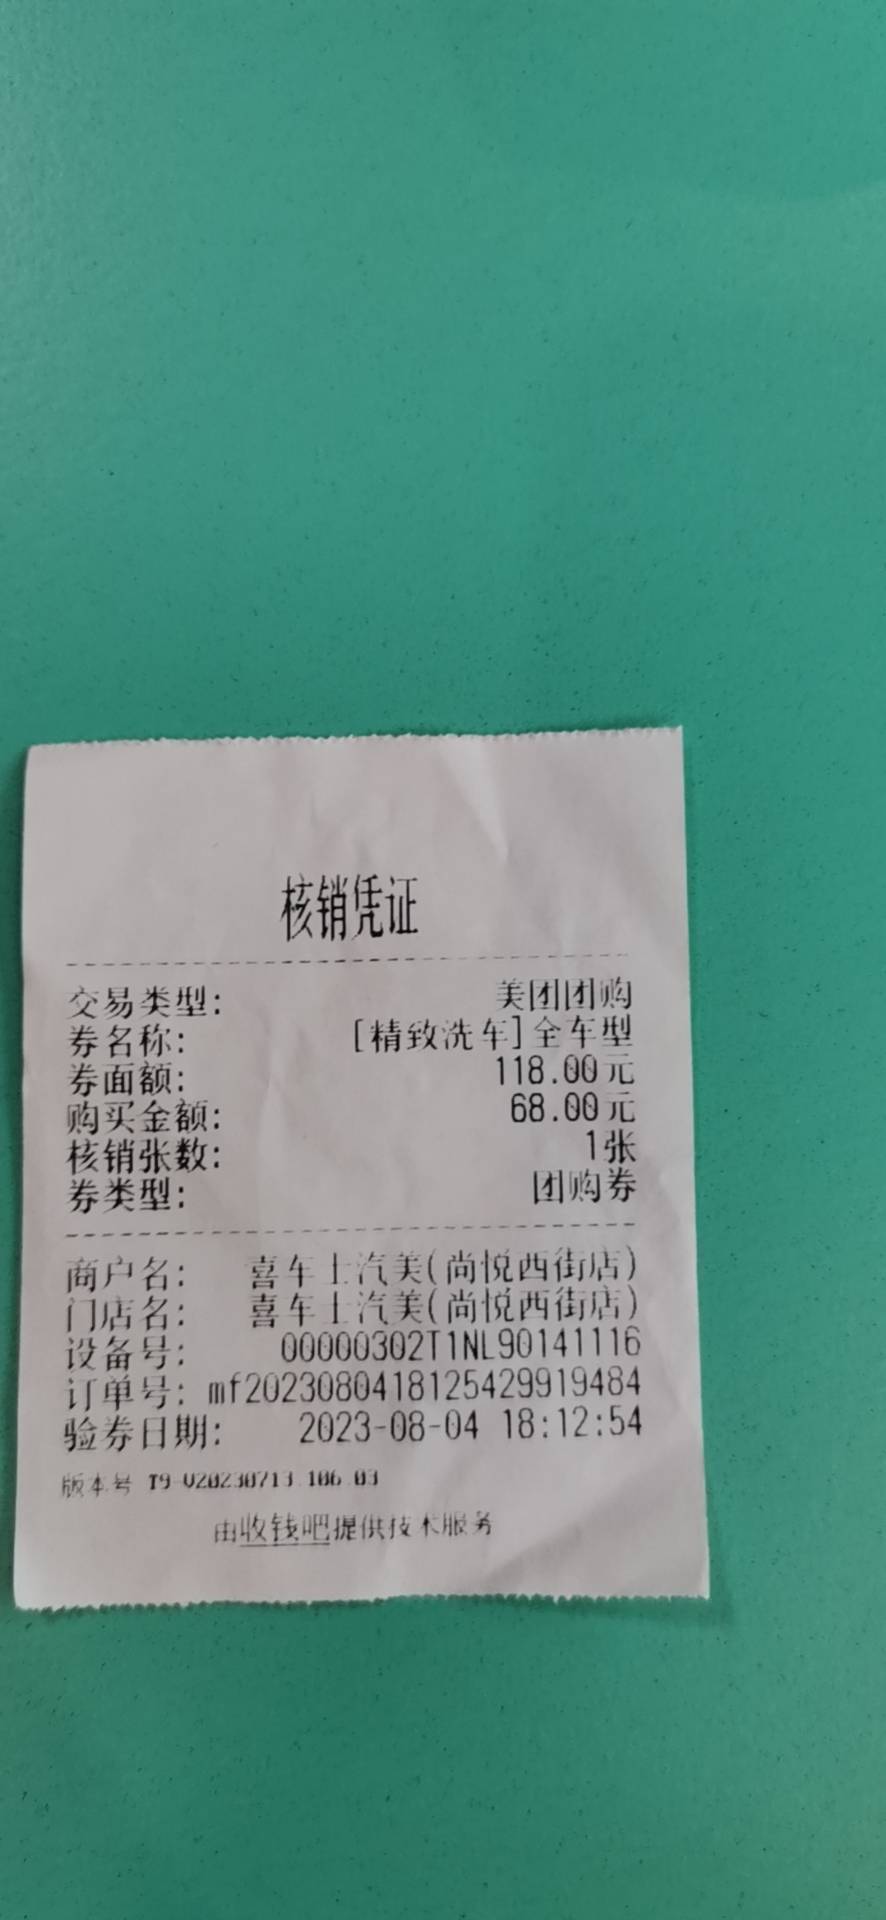 核销凭证
交易类型: 美团团购
券名称: [精致洗车]全车型
券面额: 118.00元
购买金额: 68.00元
核销张数: 1张
券类型: 团购券
商户名: 喜车上汽美(尚悦西街店)
门店名: 喜车上汽美(尚悦西街店)
设备号: 00000302T1NL90141116
订单号: mf2023080418125429919484
验券日期: 2023-08-04 18:12:54
版本号 T9-V20230713.106.03
由收钱吧提供技术服务